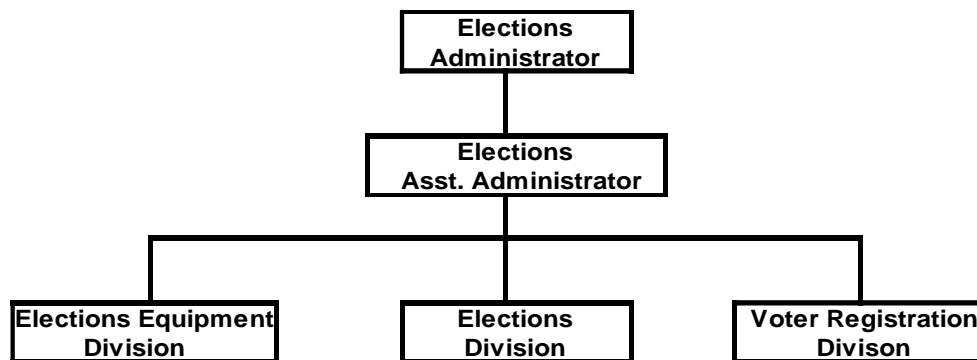 Elections
Administrator
Elections
Asst. Administrator
Elections Equipment
Division
Elections
Division
Voter Registration
Divison